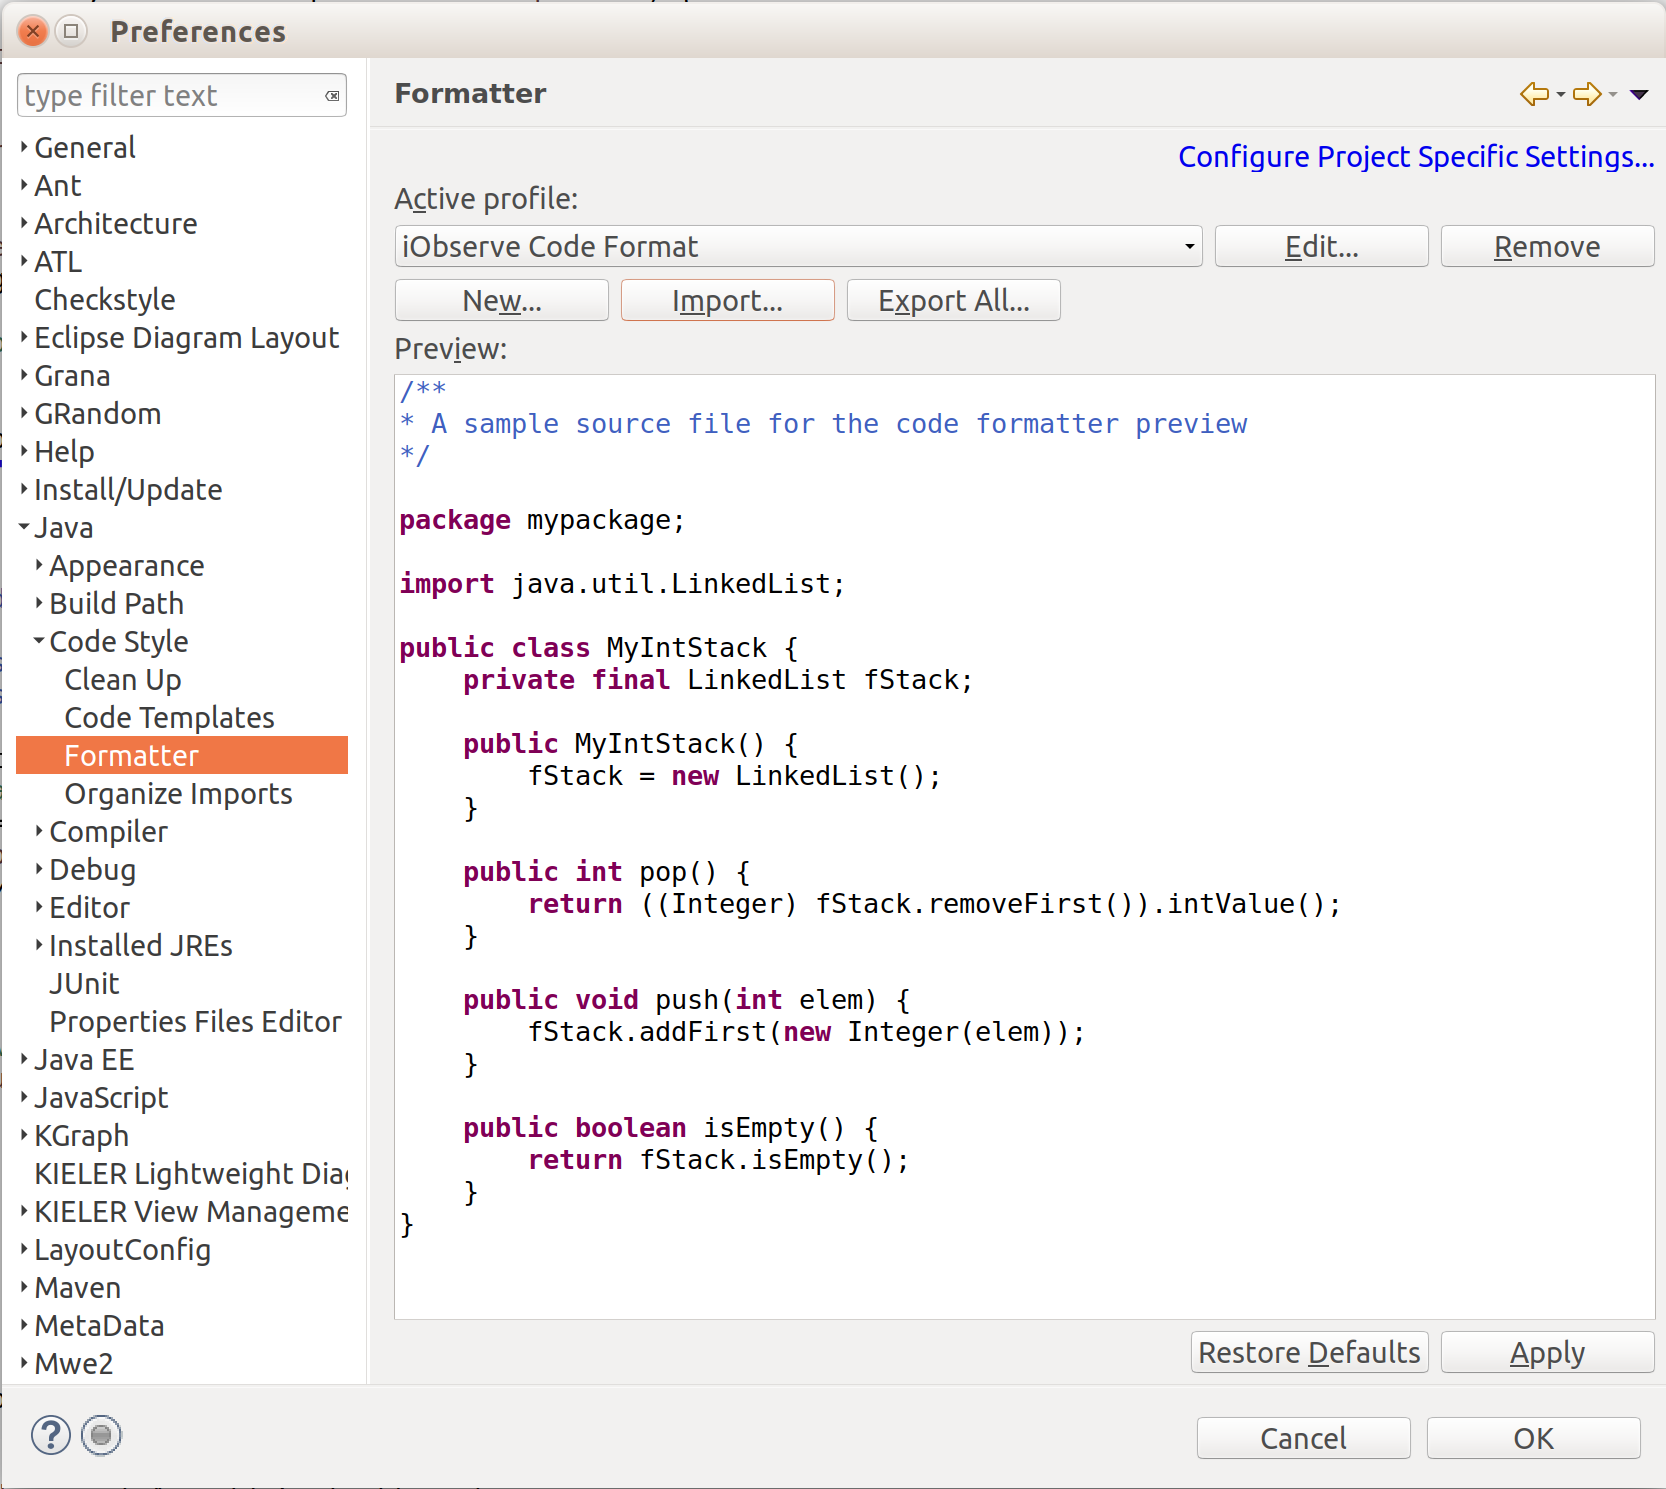 Preferences
type filter text
General
Ant
Architecture
ATL
Checkstyle
Eclipse Diagram Layout
Grana
GRandom
Help
Install/Update
Java
Appearance
Build Path
Code Style
Clean Up
Code Templates
Formatter
Organize Imports
Compiler
Debug
Editor
Installed JREs
JUnit
Properties Files Editor
Java EE
JavaScript
KGraph
KIELER Lightweight
KIELER View
LayoutConfig
Maven
MetaData
Mwe2
Formatter
Configure Project Specific Settings...
Active profile:
iObserve Code Format
Edit...
Remove
New...
Import...
Export All...
Preview:
/**
* A sample source file for the code formatter preview
*/
package mypackage;
import java.util.LinkedList;
public class MyIntStack {
    private final LinkedList fStack;
    public MyIntStack() {
        fStack = new LinkedList();
    }
    public int pop() {
        return ((Integer) fStack.removeFirst()).intValue();
    }
    public void push(int elem) {
        fStack.addFirst(new Integer(elem));
    }
    public boolean isEmpty() {
        return fStack.isEmpty();
    }
}
Restore Defaults
Apply
?
Cancel
OK